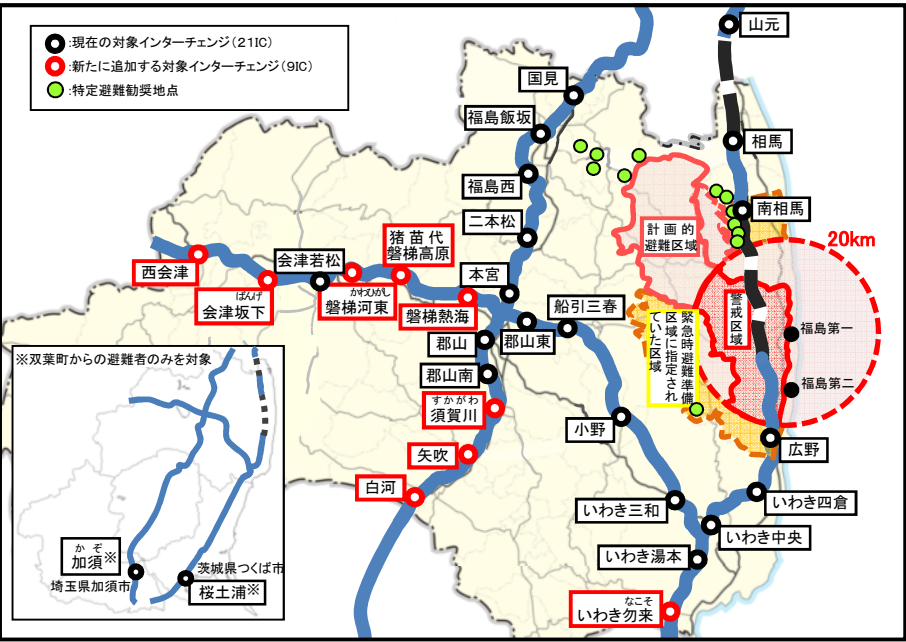 :現在の対象インターチェンジ(21IC)
:新たに追加する対象インターチェンジ(9IC)
:特定避難勧奨地点
山元
国見
福島飯坂
相馬
福島西
南相馬
二本松
計画的
避難区域
20km
猪苗代
磐梯高原
会津若松
西会津
本宮
ばんげ
会津坂下
かわひがし
磐梯河東
磐梯熱海
船引三春
警戒区域
緊急時避難準備
区域に指定され
ていた区域
福島第一
郡山
郡山東
※双葉町からの避難者のみを対象
郡山南
福島第二
すかがわ
須賀川
小野
広野
矢吹
白河
いわき三和
いわき四倉
いわき中央
いわき湯本
かぞ
加須※
埼玉県加須市
茨城県つくば市
桜土浦※
なこそ
いわき勿来